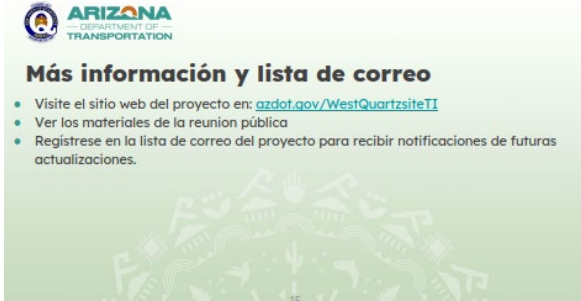 ARIZONA
DEPARTMENT OF
TRANSPORTATION
Más información y lista de correo
• Visite el sitio web del proyecto en: azdot.gov/WestQuartzsiteTI
• Ver los materiales de la reunion pública
• Regístrese en la lista de correo del proyecto para recibir notificaciones de futuras
actualizaciones.
15